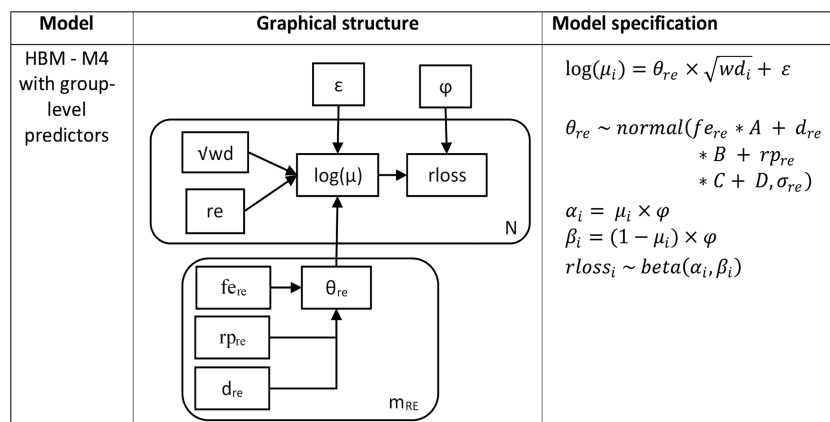 Model Graphical structure Model specification
HBM - M4
with group-
level
predictors
ε φ
√wd
log(μ) rloss
re
N
fe_re θ_re
rp_re
d_re
m_RE
log(μ_i) = θ_re × √wd_i + ε
θ_re ~ normal(fe_re * A + d_re
* B + rp_re
* C + D, σ_re)
α_i = μ_i × φ
β_i = (1 − μ_i) × φ
rloss_i ~ beta(α_i, β_i)